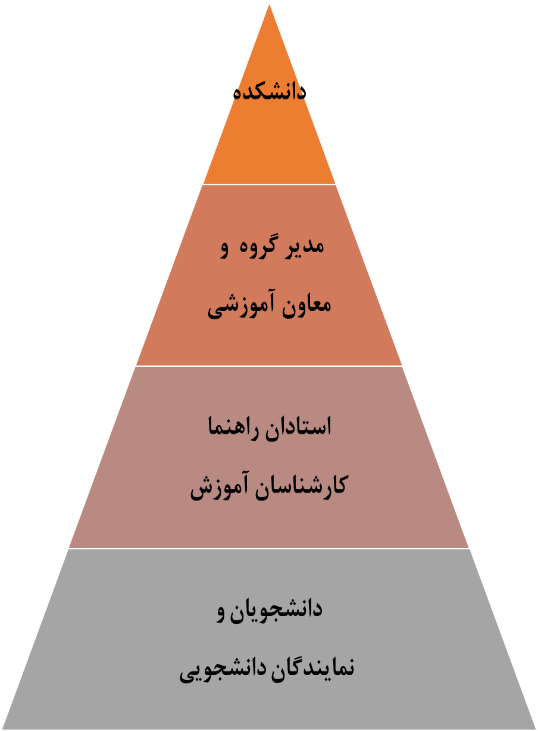 دانشکده
مدیر گروه و
معاون آموزشی
استادان راهنما
کارشناسان آموزش
دانشجویان و
نمایندگان دانشجویی